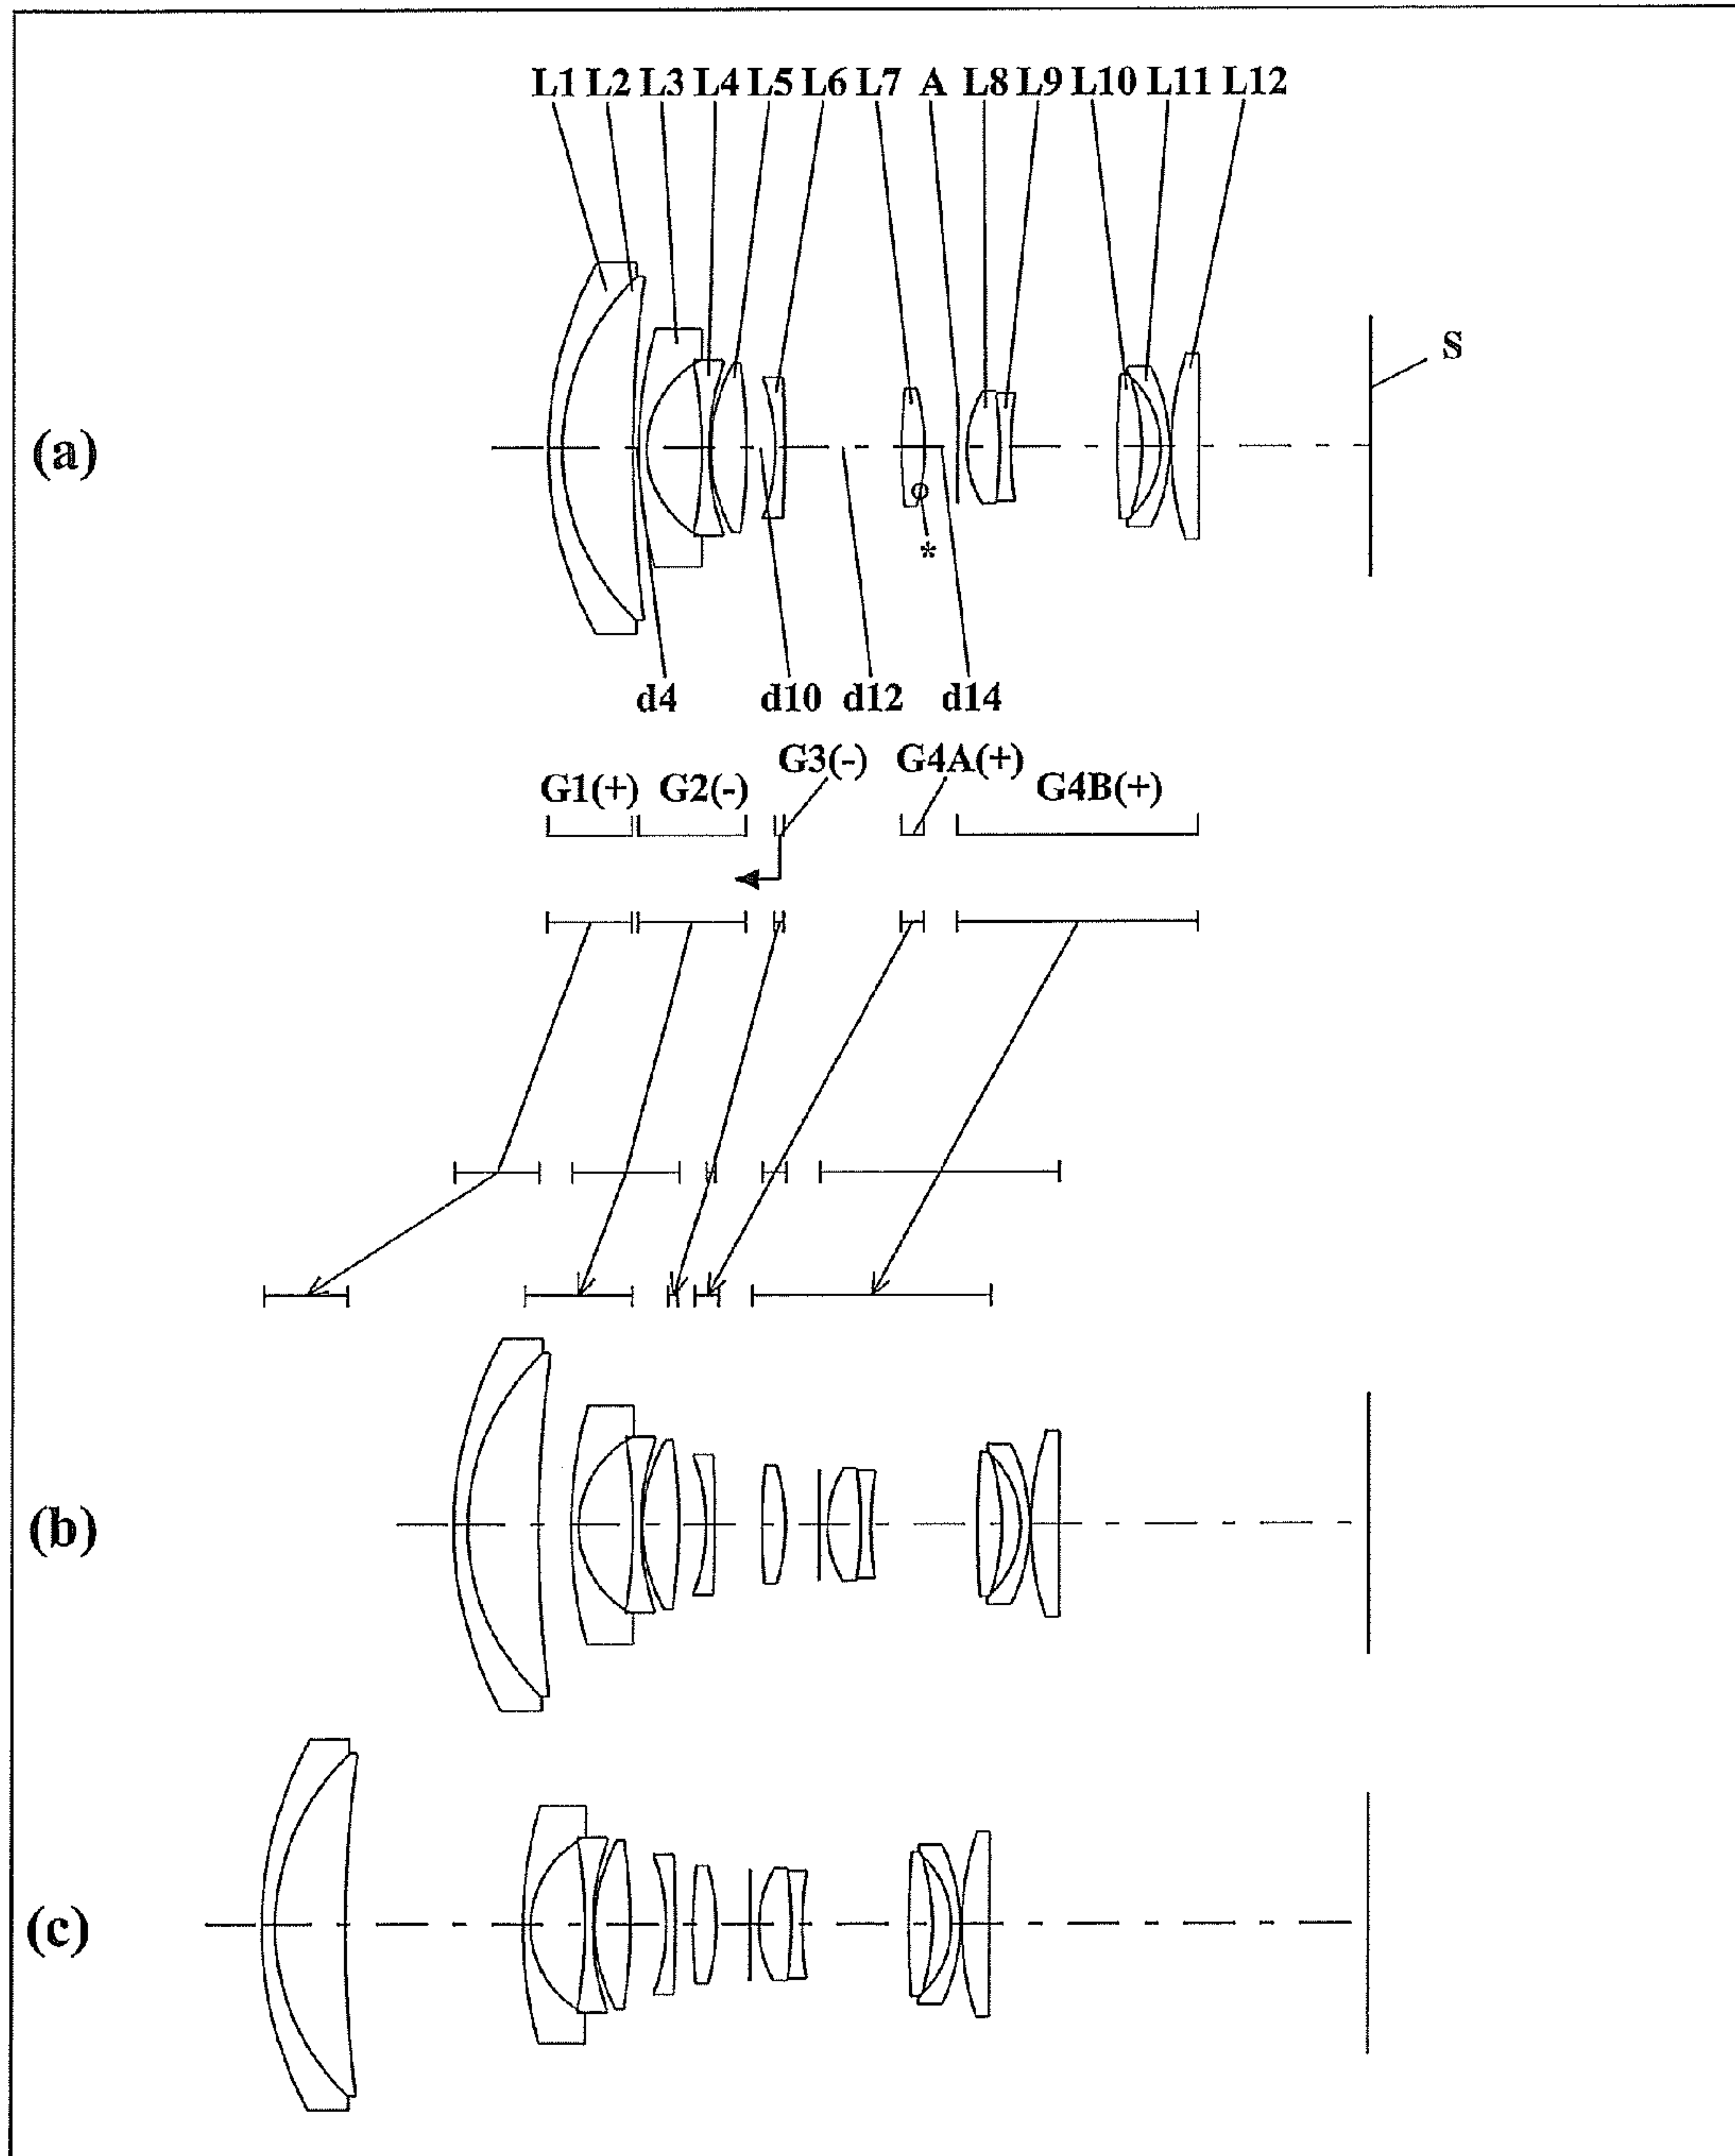 L1 L2 L3 L4 L5 L6 L7 A L8 L9 L10 L11 L12
S
(a)
*
d4 d10 d12 d14
G1(+) G2(-) G3(-) G4A(+) G4B(+)
(b)
(c)